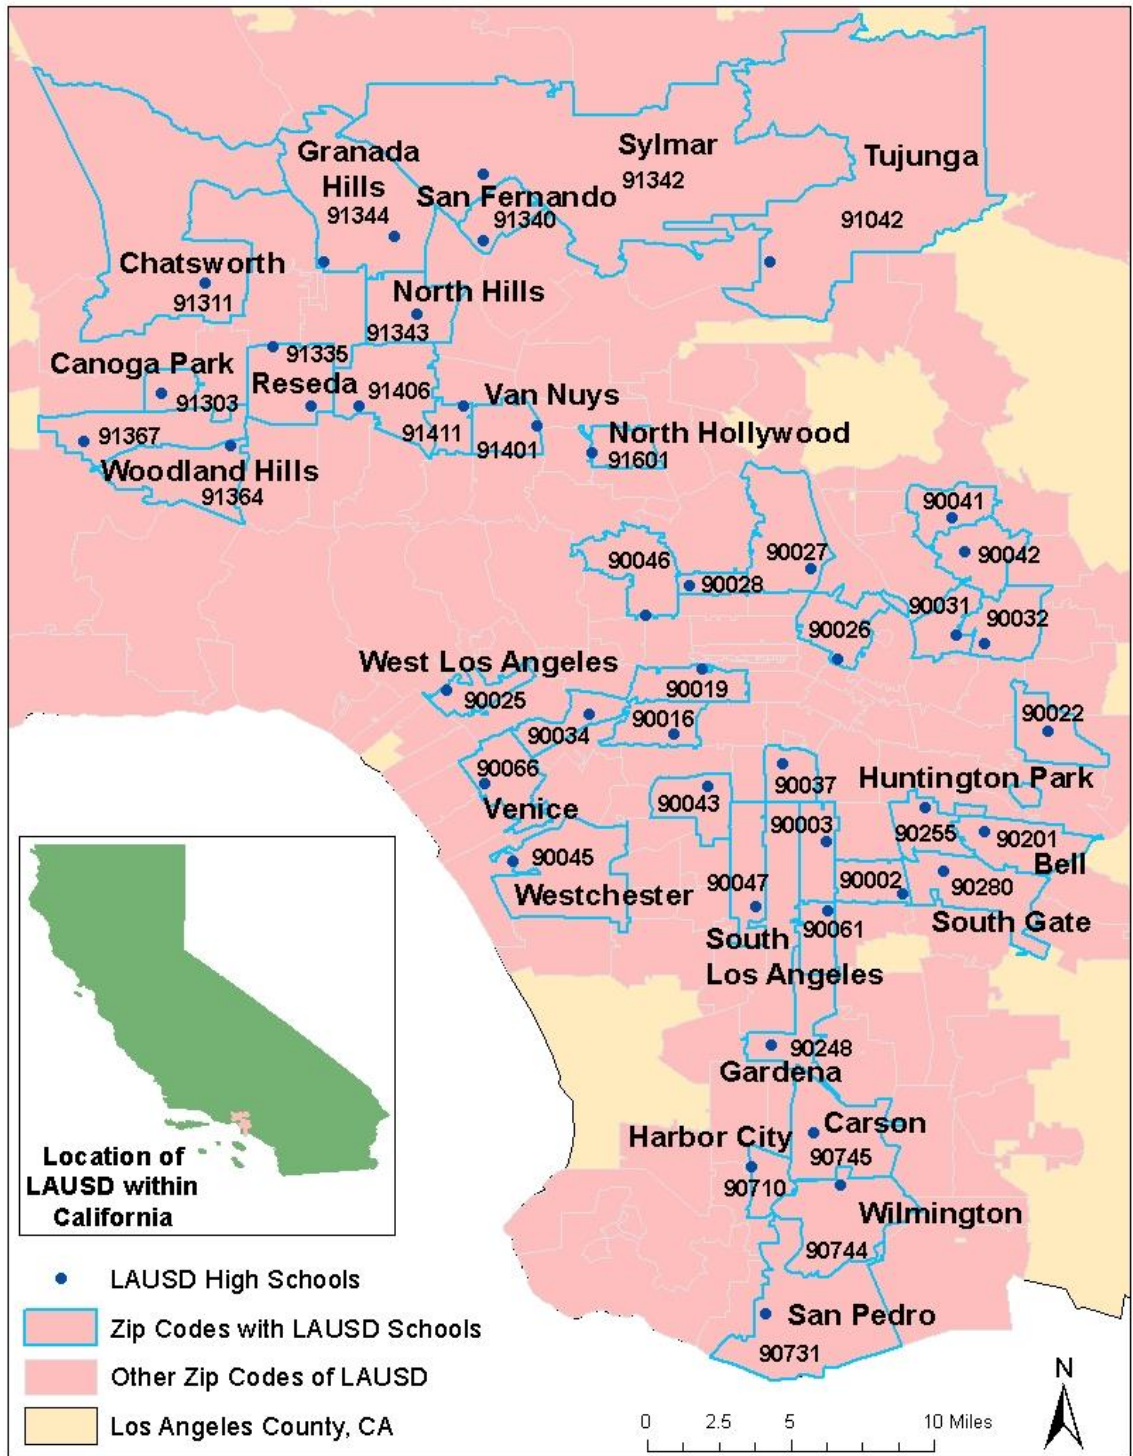 Granada
Hills
91344
Sylmar
91342
Tujunga
91042
San Fernando
91340
Chatsworth
91311
North Hills
91343
Canoga Park
91303
91335
Reseda
91406
Van Nuys
91411
91401
91367
Woodland Hills
91364
North Hollywood
91601
90041
90042
90046
90027
90028
90031
90032
90026
West Los Angeles
90025
90019
90034
90016
90022
90066
Venice
90037
90043
Huntington Park
90003
90255
90201
Bell
90045
Westchester
90047
90002
90280
South Gate
90061
South
Los Angeles
90248
Gardena
Carson
90745
Harbor City
90710
Wilmington
90744
San Pedro
90731
Location of
LAUSD within
California
LAUSD High Schools
Zip Codes with LAUSD Schools
Other Zip Codes of LAUSD
Los Angeles County, CA
0 2.5 5 10 Miles
N